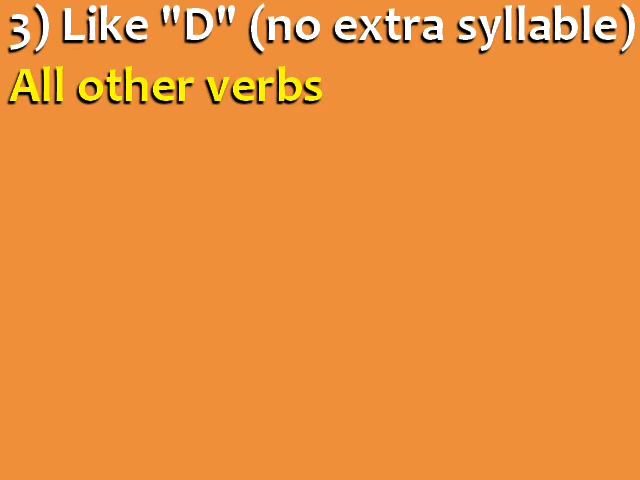 3) Like "D" (no extra syllable)
All other verbs